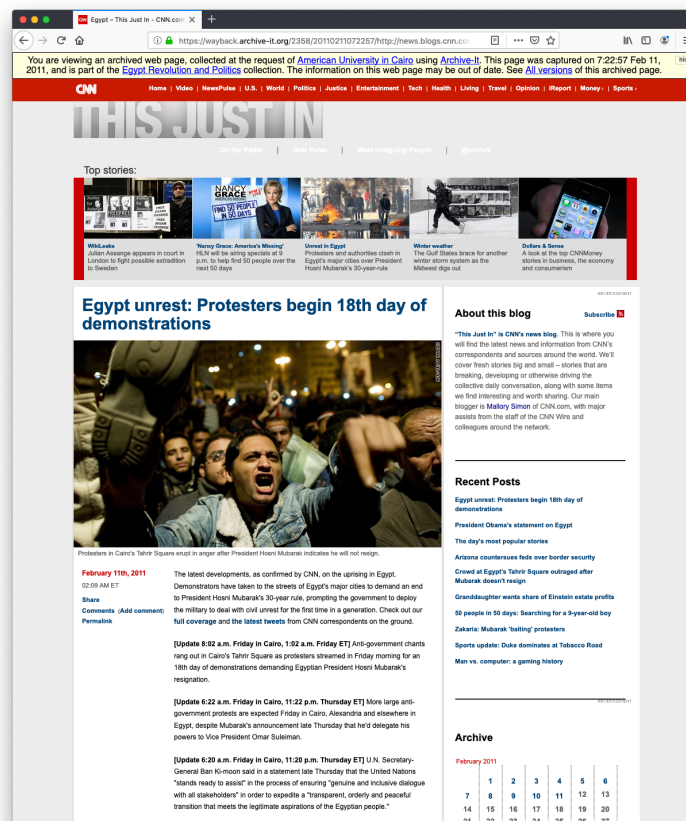 Egypt – This Just In - CNN.com
https://wayback.archive-it.org/2358/20110211072257/http://news.blogs.cnn.co
You are viewing an archived web page, collected at the request of American University in Cairo using Archive-It. This page was captured on 7:22:57 Feb 11,
2011, and is part of the Egypt Revolution and Politics collection. The information on this web page may be out of date. See All versions of this archived page.
CNN
Home | Video | NewsPulse | U.S. | World | Politics | Justice | Entertainment | Tech | Health | Living | Travel | Opinion | iReport | Money › | Sports ›
THIS JUST IN
On the Radar | Web Pulse | Most Intriguing People |
Top stories:
NANCY
GRACE
FIND 50 PEOPLE
IN 50 DAYS
WikiLeaks
Julian Assange appears in court in
London to fight possible extradition
to Sweden
'Nancy Grace: America's Missing'
HLN will be airing specials at 9
p.m. to help find 50 people over the
next 50 days
Unrest in Egypt
Protesters and authorities clash in
Egypt's major cities over President
Hosni Mubarak's 30-year-rule
Winter weather
The Gulf States brace for another
winter storm system as the
Midwest digs out
Dollars & Sense
A look at the top CNNMoney
stories in business, the economy
and consumerism
Egypt unrest: Protesters begin 18th day of
demonstrations
Protesters in Cairo's Tahrir Square erupt in anger after President Hosni Mubarak indicates he will not resign.
February 11th, 2011
02:09 AM ET
Share
Comments (Add comment)
Permalink
The latest developments, as confirmed by CNN, on the uprising in Egypt.
Demonstrators have taken to the streets of Egypt's major cities to demand an end
to President Hosni Mubarak's 30-year rule, prompting the government to deploy
the military to deal with civil unrest for the first time in a generation. Check out our
full coverage and the latest tweets from CNN correspondents on the ground.
[Update 8:02 a.m. Friday in Cairo, 1:02 a.m. Friday ET] Anti-government chants
rang out in Cairo's Tahrir Square as protesters streamed in Friday morning for an
18th day of demonstrations demanding Egyptian President Hosni Mubarak's
resignation.
[Update 6:22 a.m. Friday in Cairo, 11:22 p.m. Thursday ET] More large anti-
government protests are expected Friday in Cairo, Alexandria and elsewhere in
Egypt, despite Mubarak's announcement late Thursday that he'd delegate his
powers to Vice President Omar Suleiman.
[Update 6:20 a.m. Friday in Cairo, 11:20 p.m. Thursday ET] U.N. Secretary-
General Ban Ki-moon said in a statement late Thursday that the United Nations
"stands ready to assist" in the process of ensuring "genuine and inclusive dialogue
with all stakeholders" in order to expedite a "transparent, orderly and peaceful
transition that meets the legitimate aspirations of the Egyptian people."
ADVERTISEMENT
About this blog
Subscribe
"This Just In" is CNN's news blog. This is where you
will find the latest news and information from CNN's
correspondents and sources around the world. We'll
cover fresh stories big and small – stories that are
breaking, developing or otherwise driving the
collective daily conversation, along with some items
we find interesting and worth sharing. Our main
blogger is Mallory Simon of CNN.com, with major
assists from the staff of the CNN Wire and
colleagues around the network.
Recent Posts
Egypt unrest: Protesters begin 18th day of
demonstrations
President Obama's statement on Egypt
The day's most popular stories
Arizona countersues feds over border security
Crowd at Egypt's Tahrir Square outraged after
Mubarak doesn't resign
Granddaughter wants share of Einstein estate profits
50 people in 50 days: Searching for a 9-year-old boy
Zakaria: Mubarak 'baiting' protesters
Sports update: Duke dominates at Tobacco Road
Man vs. computer: a gaming history
ADVERTISEMENT
Archive
February 2011
1 2 3 4 5 6
7 8 9 10 11 12 13
14 15 16 17 18 19 20
21 22 23 24 25 26 27